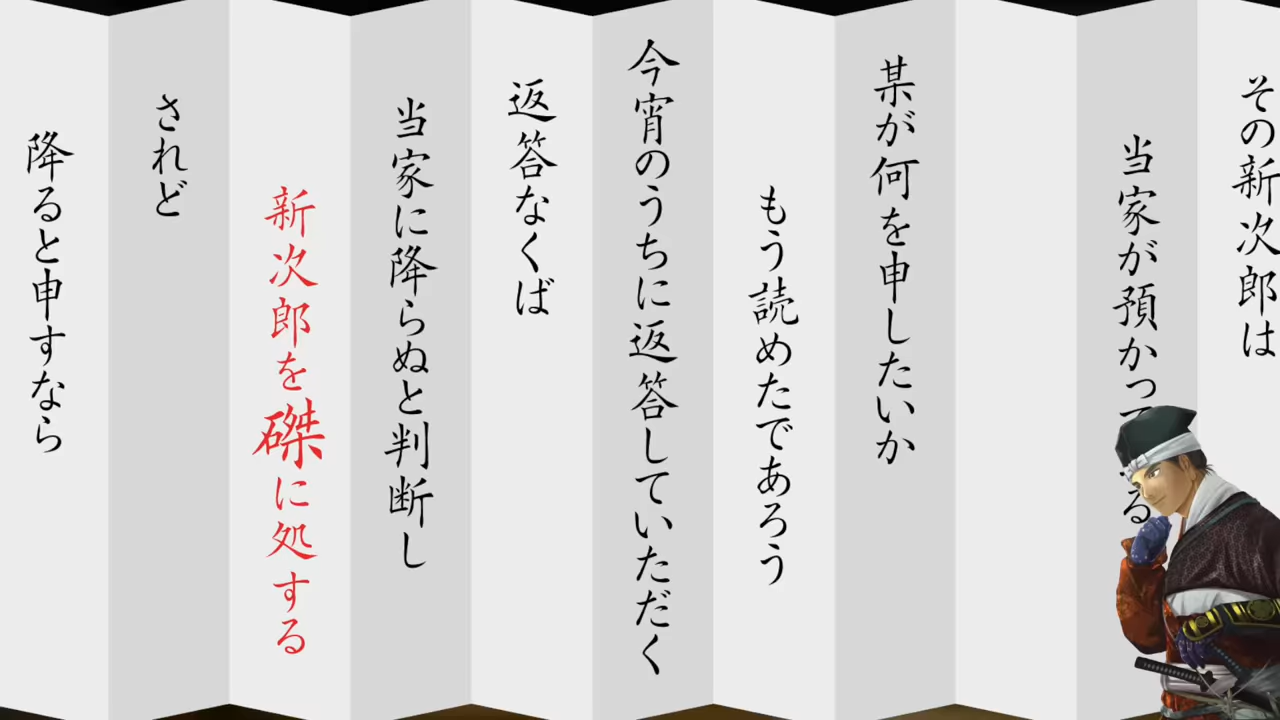 その新次郎は
当家が預かって
る
某が何を申したいか
もう読めたであろう
今宵のうちに返答していただく
返答なくば
当家に降らぬと判断し
新次郎を磔に処する
されど
降ると申すなら